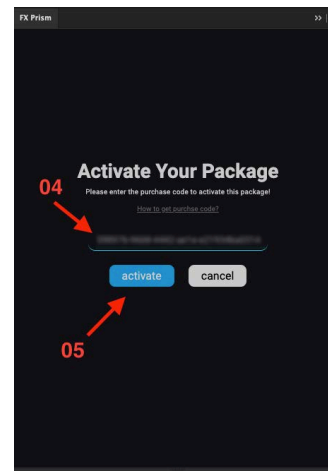 FX Prism
Activate Your Package
04
Please enter the purchase code to activate this package!
How to get purchse code?
activate
cancel
05